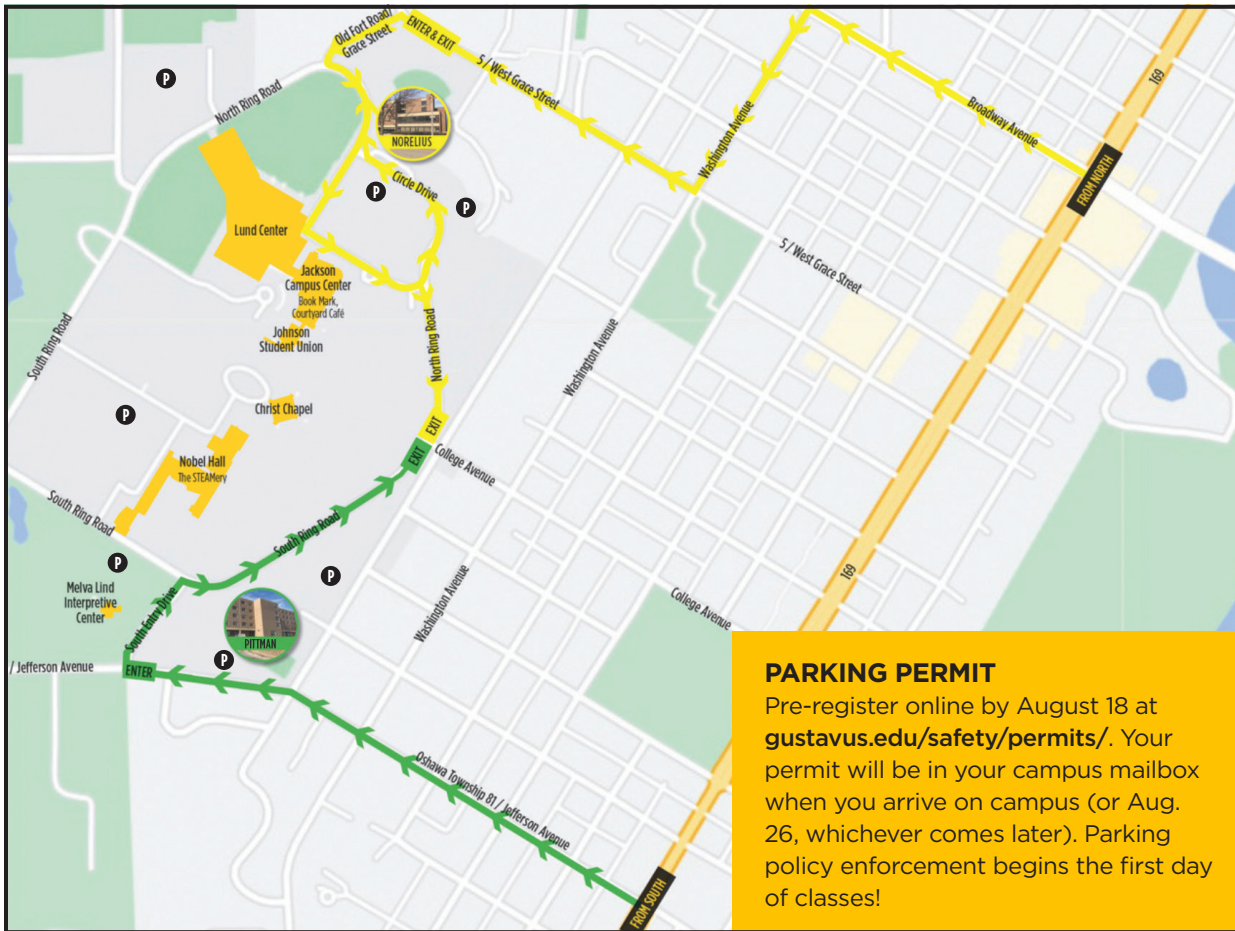 Old Fort Road/
Grace Street
ENTER & EXIT
5 / West Grace Street
169
P
North Ring Road
Broadway Avenue
Washington Avenue
NORELIUS
FROM NORTH
Circle Drive
P
P
Lund Center
5 / West Grace Street
Jackson
Campus Center
Book Mark,
Courtyard Café
Johnson
Student Union
North Ring Road
Washington Avenue
South Ring Road
Christ Chapel
P
EXIT
EXIT
College Avenue
Nobel Hall
The STEAMery
South Ring Road
South Ring Road
169
P
P
Melva Lind
Interpretive
Center
South Entry Drive
Washington Avenue
College Avenue
PITTMAN
P
/ Jefferson Avenue
ENTER
Oshawa Township 81 / Jefferson Avenue
FROM SOUTH
PARKING PERMIT
Pre-register online by August 18 at
gustavus.edu/safety/permits/. Your
permit will be in your campus mailbox
when you arrive on campus (or Aug.
26, whichever comes later). Parking
policy enforcement begins the first day
of classes!